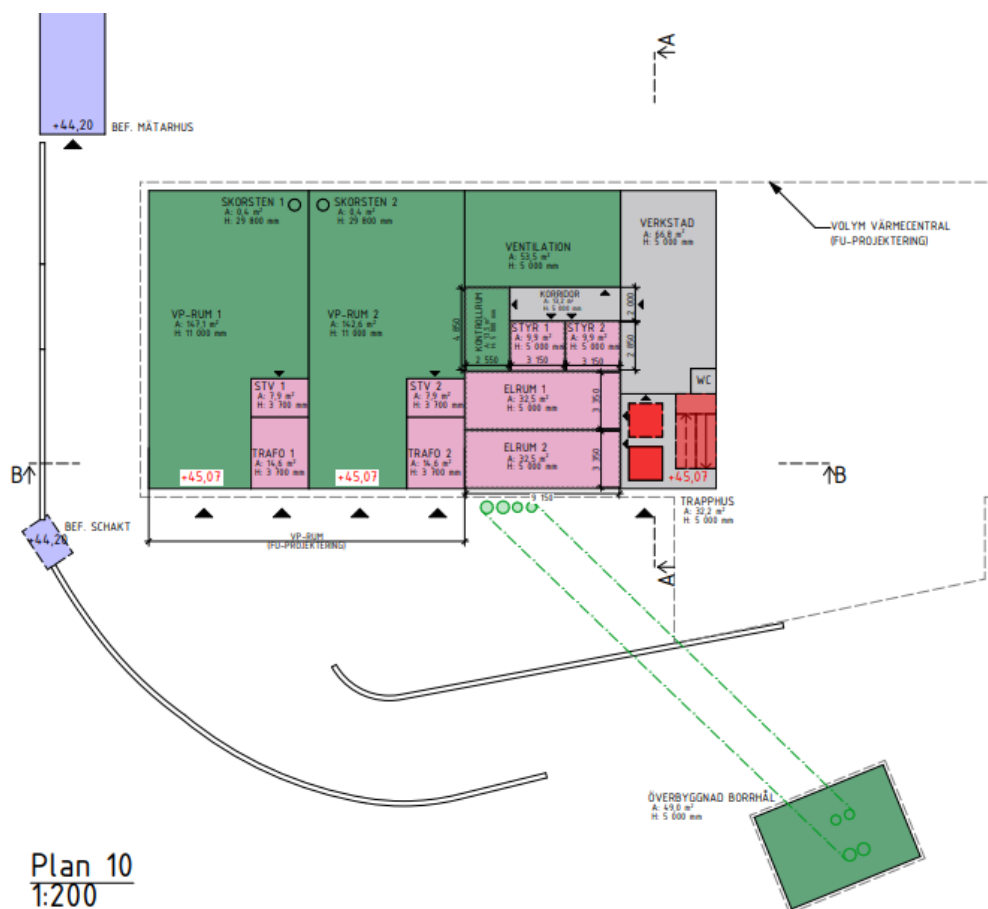 A
+44,20 BEF. MÄTARHUS
SKORSTEN 1
A: 0,4 m²
H: 29 800 mm
SKORSTEN 2
A: 0,4 m²
H: 29 800 mm
VERKSTAD
A: 66,8 m²
H: 5 000 mm
VOLYM VÄRMECENTRAL
(FU-PROJEKTERING)
VENTILATION
A: 53,5 m²
H: 5 000 mm
KORRIDOR
A: 13,2 m²
H: 5 000 mm
2 000
VP-RUM 1
A: 147,1 m²
H: 11 000 mm
VP-RUM 2
A: 142,6 m²
H: 11 000 mm
4 850
KONTROLLRUM
H: 5 000 mm
STYR 1
A: 9,9 m²
H: 5 000 mm
STYR 2
A: 9,9 m²
H: 5 000 mm
2 850
2 550
3 150
3 150
WC
STV 1
A: 7,9 m²
H: 3 700 mm
STV 2
A: 7,9 m²
H: 3 700 mm
ELRUM 1
A: 32,5 m²
H: 5 000 mm
3 350
TRAFO 1
A: 14,6 m²
H: 3 700 mm
TRAFO 2
A: 14,6 m²
H: 3 700 mm
ELRUM 2
A: 32,5 m²
H: 5 000 mm
3 350
B
B
+45,07
+45,07
+45,07
9 150
TRAPPHUS
A: 32,2 m²
H: 5 000 mm
BEF. SCHAKT
+44,20
VP-RUM
(FU-PROJEKTERING)
A
ÖVERBYGGNAD BORRHÅL
A: 49,0 m²
H: 5 000 mm
Plan 10
1:200